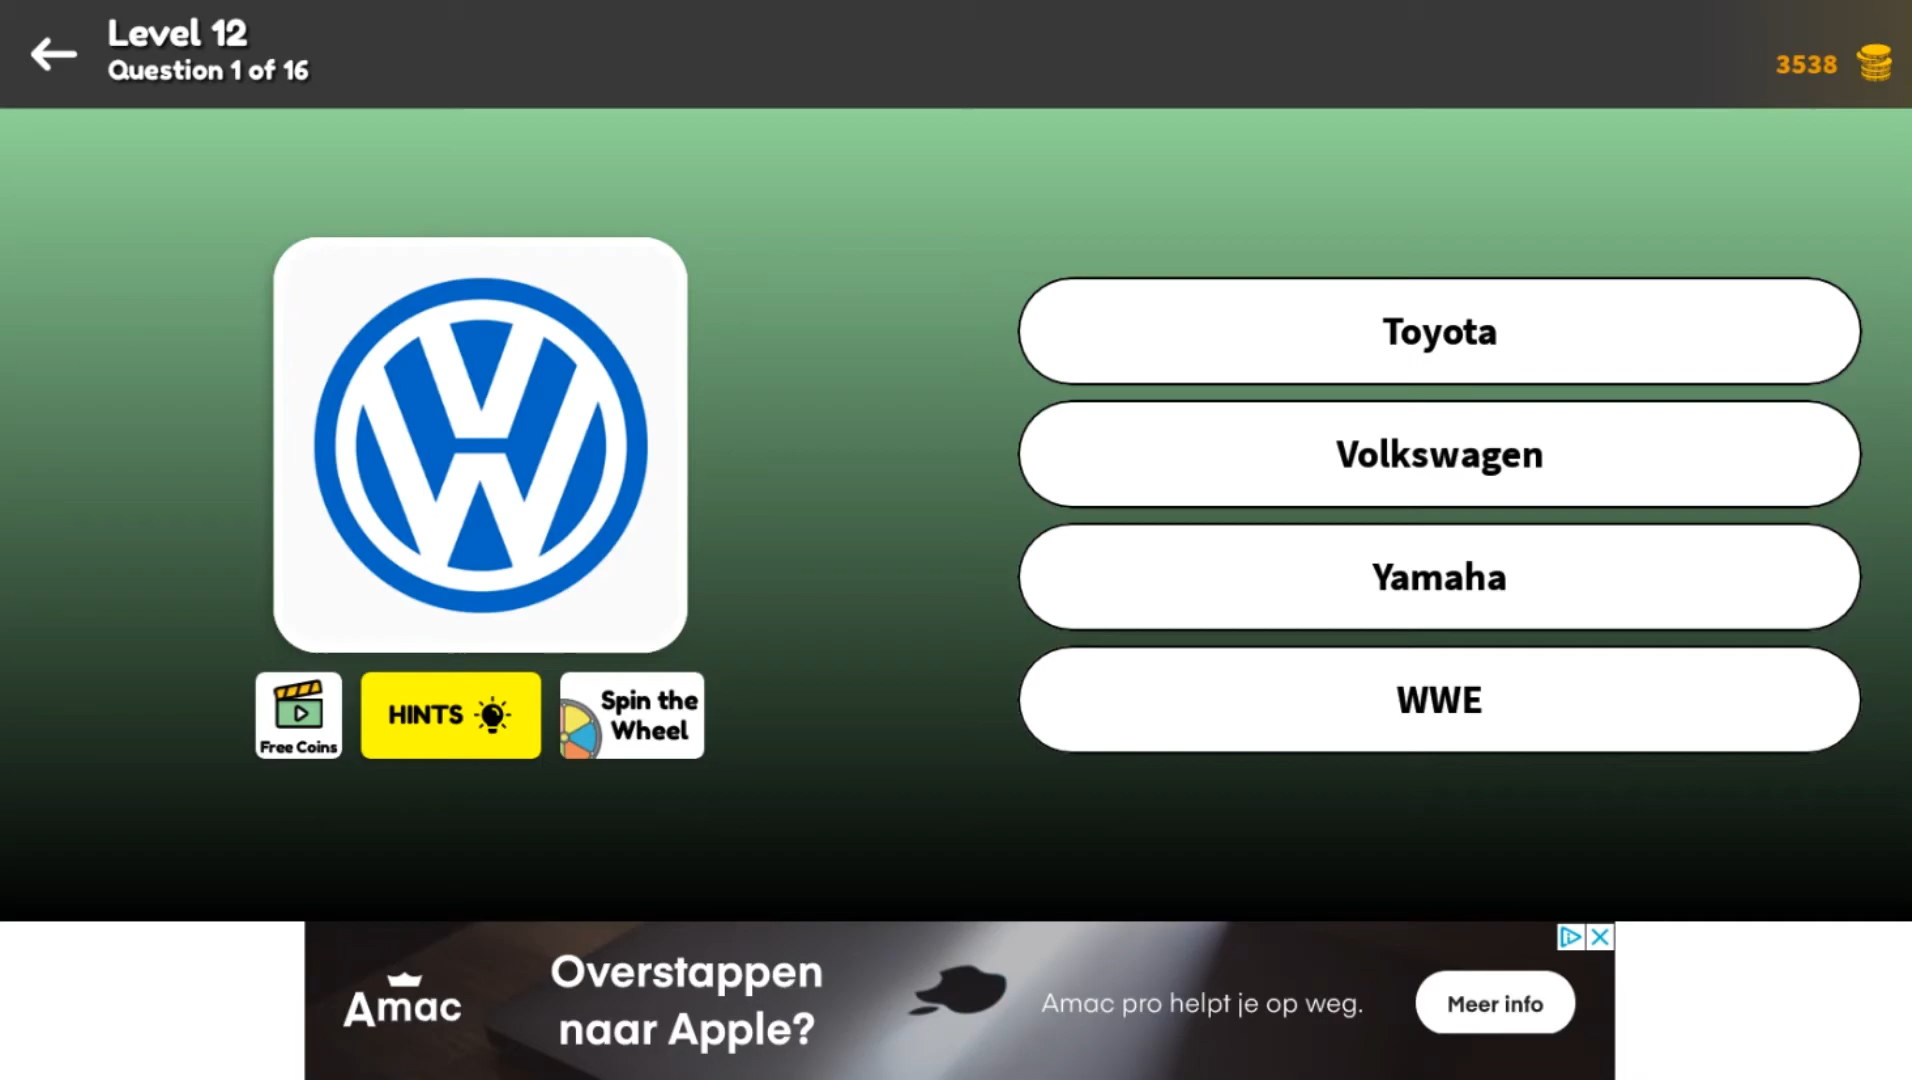 Level 12
Question 1 of 16
3538
VW
Toyota
Volkswagen
Yamaha
WWE
Free Coins
HINTS
Spin the
Wheel
Amac
Overstappen
naar Apple?
Amac pro helpt je op weg.
Meer info